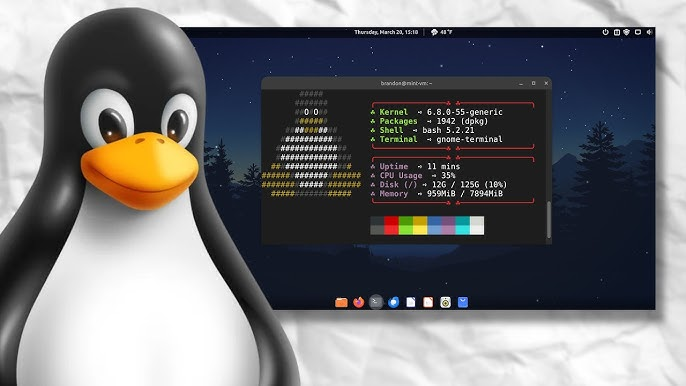 Thursday, March 20, 15:18 48°F
brandon@mint-vm: ~
#####
#######
##O#O##
#######
###########
#############
###############
################
#################
#####################
#####################
#################
♣ Kernel ⇝ 6.8.0-55-generic
♣ Packages ⇝ 1942 (dpkg)
♣ Shell ⇝ bash 5.2.21
♣ Terminal ⇝ gnome-terminal
♣ Uptime ⇝ 11 mins
♣ CPU Usage ⇝ 35%
♣ Disk (/) ⇝ 12G / 125G (10%)
♣ Memory ⇝ 959MiB / 7894MiB